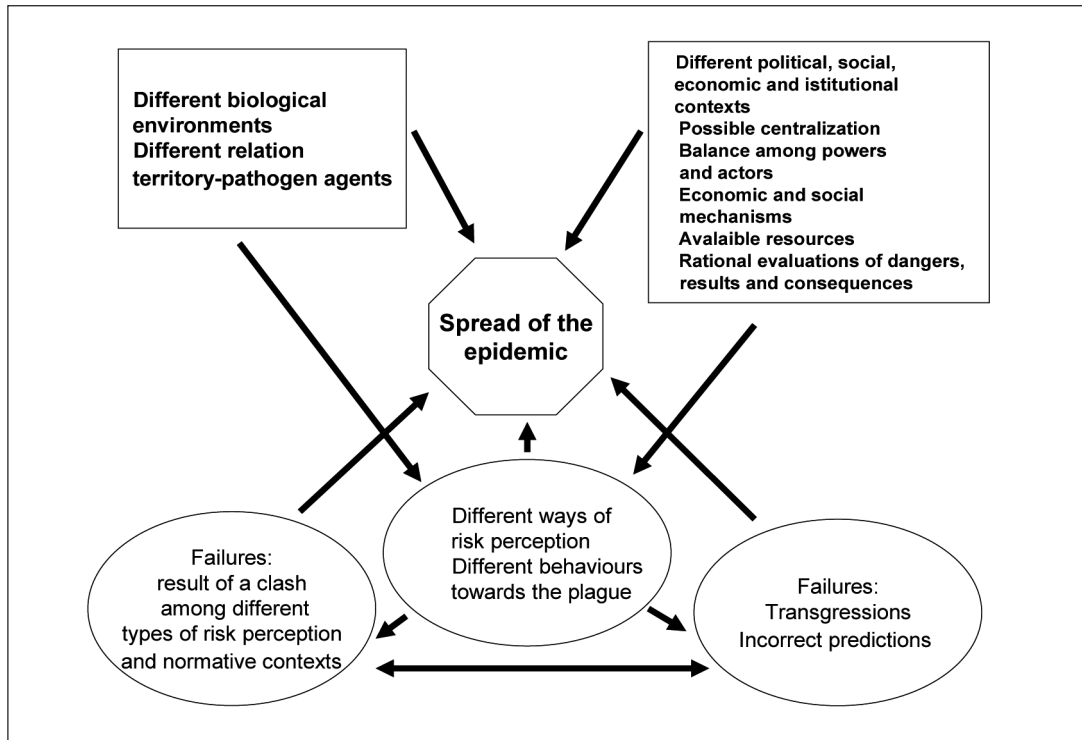 Different biological
environments
Different relation
territory-pathogen agents
Different political, social,
economic and istitutional
contexts
Possible centralization
Balance among powers
and actors
Economic and social
mechanisms
Avalaible resources
Rational evaluations of dangers,
results and consequences
Spread of the
epidemic
Different ways of
risk perception
Different behaviours
towards the plague
Failures:
result of a clash
among different
types of risk perception
and normative contexts
Failures:
Transgressions
Incorrect predictions